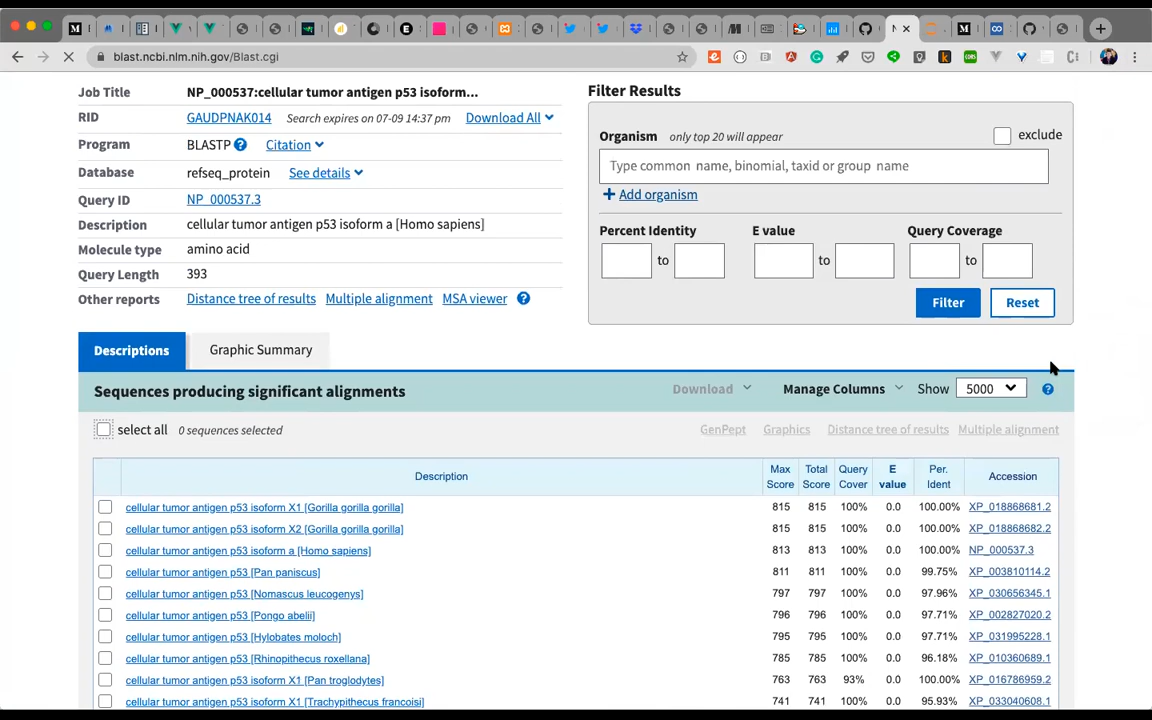 blast.ncbi.nlm.nih.gov/Blast.cgi
Job Title NP_000537:cellular tumor antigen p53 isoform...
RID GAUDPNAK014 Search expires on 07-09 14:37 pm Download All
Program BLASTP ? Citation
Database refseq_protein See details
Query ID NP_000537.3
Description cellular tumor antigen p53 isoform a [Homo sapiens]
Molecule type amino acid
Query Length 393
Other reports Distance tree of results Multiple alignment MSA viewer ?
Filter Results
Organism only top 20 will appear exclude
Type common name, binomial, taxid or group name
+ Add organism
Percent Identity E value Query Coverage
to to to
Filter Reset
Descriptions Graphic Summary
Sequences producing significant alignments Download Manage Columns Show 5000 ?
select all 0 sequences selected GenPept Graphics Distance tree of results Multiple alignment
Description Max Score Total Score Query Cover E value Per. Ident Accession
cellular tumor antigen p53 isoform X1 [Gorilla gorilla gorilla] 815 815 100% 0.0 100.00% XP_018868681.2
cellular tumor antigen p53 isoform X2 [Gorilla gorilla gorilla] 815 815 100% 0.0 100.00% XP_018868682.2
cellular tumor antigen p53 isoform a [Homo sapiens] 813 813 100% 0.0 100.00% NP_000537.3
cellular tumor antigen p53 [Pan paniscus] 811 811 100% 0.0 99.75% XP_003810114.2
cellular tumor antigen p53 [Nomascus leucogenys] 797 797 100% 0.0 97.96% XP_030656345.1
cellular tumor antigen p53 [Pongo abelii] 796 796 100% 0.0 97.71% XP_002827020.2
cellular tumor antigen p53 [Hylobates moloch] 795 795 100% 0.0 97.71% XP_031995228.1
cellular tumor antigen p53 [Rhinopithecus roxellana] 785 785 100% 0.0 96.18% XP_010360689.1
cellular tumor antigen p53 isoform X1 [Pan troglodytes] 763 763 93% 0.0 100.00% XP_016786959.2
cellular tumor antigen p53 isoform X1 [Trachypithecus francoisi] 741 741 100% 0.0 95.93% XP_033040608.1